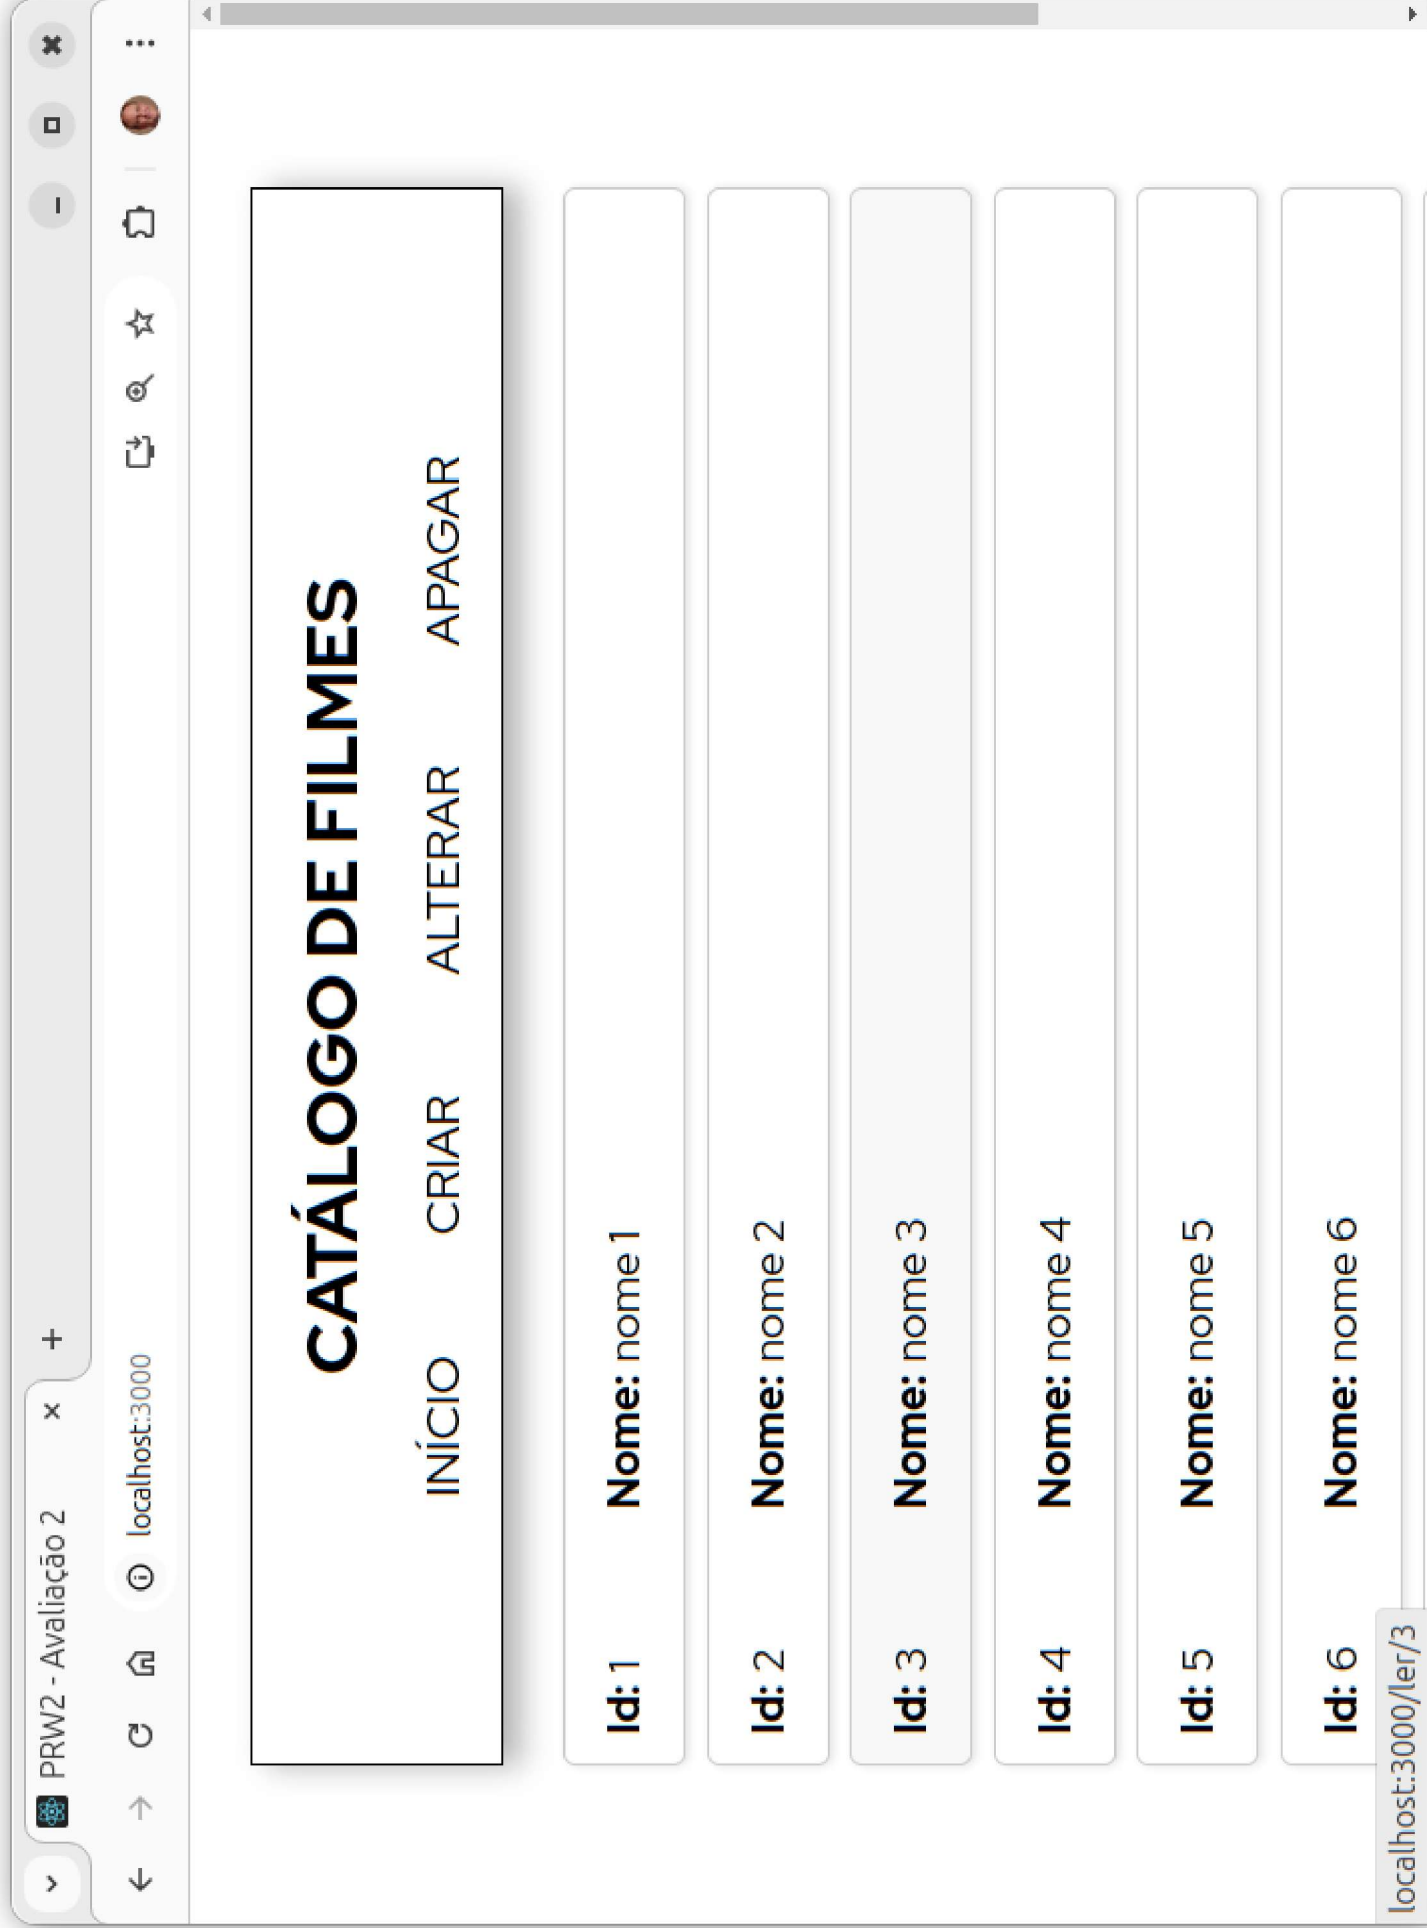 PRW2 - Avaliação 2
localhost:3000
CATÁLOGO DE FILMES
INÍCIO CRIAR ALTERAR APAGAR
Id: 1 Nome: nome 1
Id: 2 Nome: nome 2
Id: 3 Nome: nome 3
Id: 4 Nome: nome 4
Id: 5 Nome: nome 5
Id: 6 Nome: nome 6
localhost:3000/ler/3